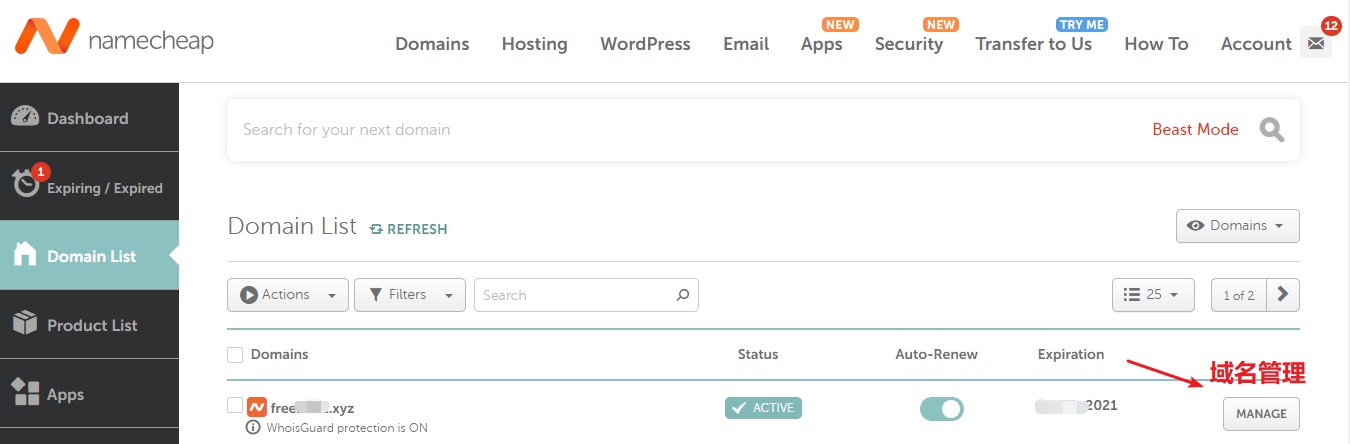 namecheap
Domains
Hosting
WordPress
Email
NEW
Apps
NEW
Security
TRY ME
Transfer to Us
How To
Account
12
Dashboard
1
Expiring / Expired
Domain List
Product List
Apps
Search for your next domain
Beast Mode
Domain List
REFRESH
Domains
Actions
Filters
Search
25
1 of 2
Domains
Status
Auto-Renew
Expiration
域名管理
free .xyz
ACTIVE
2021
MANAGE
WhoisGuard protection is ON